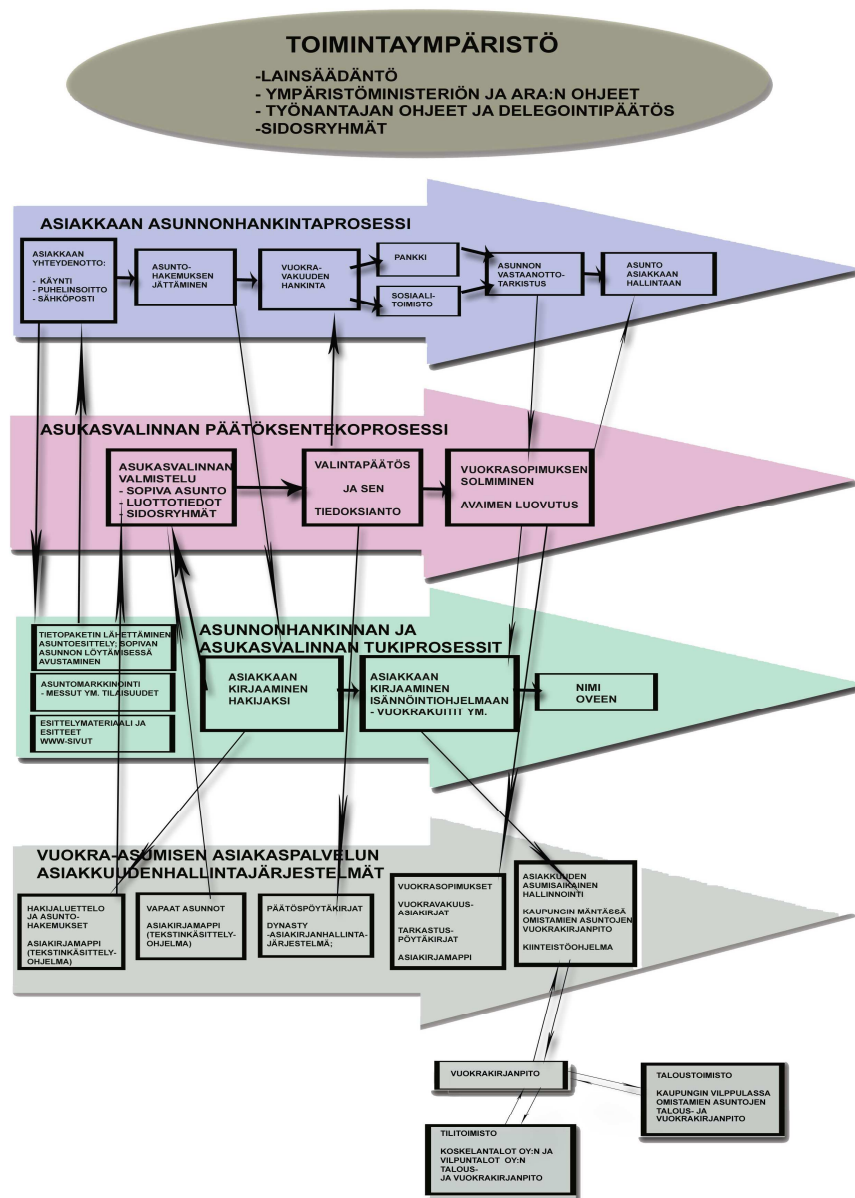 TOIMINTAYMPÄRISTÖ
-LAINSÄÄDÄNTÖ
- YMPÄRISTÖMINISTERIÖN JA ARA:N OHJEET
- TYÖNANTAJAN OHJEET JA DELEGOINTIPÄÄTÖS
-SIDOSRYHMÄT
ASIAKKAAN ASUNNONHANKINTAPROSESSI
ASIAKKAAN
YHTEYDENOTTO:
- KÄYNTI
- PUHELINSOITTO
- SÄHKÖPOSTI
ASUNTO-
HAKEMUKSEN
JÄTTÄMINEN
VUOKRA-
VAKUUDEN
HANKINTA
PANKKI
SOSIAALI-
TOIMISTO
ASUNNON
VASTAANOTTO-
TARKISTUS
ASUNTO
ASIAKKAAN
HALLINTAAN
ASUKASVALINNAN PÄÄTÖKSENTEKOPROSESSI
ASUKASVALINNAN
VALMISTELU
- SOPIVA ASUNTO
- LUOTTOTIEDOT
- SIDOSRYHMÄT
VALINTAPÄÄTÖS
JA SEN
TIEDOKSIANTO
VUOKRASOPIMUKSEN
SOLMIMINEN
AVAIMEN LUOVUTUS
ASUNNONHANKINNAN JA
ASUKASVALINNAN TUKIPROSESSIT
TIETOPAKETIN LÄHETTÄMINEN
ASUNTOESITTELY; SOPIVAN
ASUNNON LÖYTÄMISESSÄ
AVUSTAMINEN
ASUNTOMARKKINOINTI
- MESSUT YM. TILAISUUDET
ESITTELYMATERIAALI JA
ESITTEET
WWW-SIVUT
ASIAKKAAN
KIRJAAMINEN
HAKIJAKSI
ASIAKKAAN
KIRJAAMINEN
ISÄNNÖINTIOHJELMAAN
- VUOKRAKUITIT YM.
NIMI
OVEEN
VUOKRA-ASUMISEN ASIAKASPALVELUN
ASIAKKUUDENHALLINTAJÄRJESTELMÄT
HAKIJALUETTELO
JA ASUNTO-
HAKEMUKSET
ASIAKIRJAMAPPI
(TEKSTINKÄSITTELY-
OHJELMA)
VAPAAT ASUNNOT
ASIAKIRJAMAPPI
(TEKSTINKÄSITTELY-
OHJELMA)
PÄÄTÖSPÖYTÄKIRJAT
DYNASTY
-ASIAKIRJANHALLINTA-
JÄRJESTELMÄ;
VUOKRASOPIMUKSET
VUOKRAVAKUUS-
ASIAKIRJAT
TARKASTUS-
PÖYTÄKIRJAT
ASIAKIRJAMAPPI
ASIAKKUUDEN
ASUMISAIKAINEN
HALLINNOINTI
KAUPUNGIN MÄNTÄSSÄ
OMISTAMIEN ASUNTOJEN
VUOKRAKIRJANPITO
KIINTEISTÖOHJELMA
VUOKRAKIRJANPITO
TALOUSTOIMISTO
KAUPUNGIN VILPPULASSA
OMISTAMIEN ASUNTOJEN
TALOUS- JA
VUOKRAKIRJANPITO
TILITOIMISTO
KOSKELANTALOT OY:N JA
VILPUNTALOT OY:N
TALOUS-
JA VUOKRAKIRJANPITO